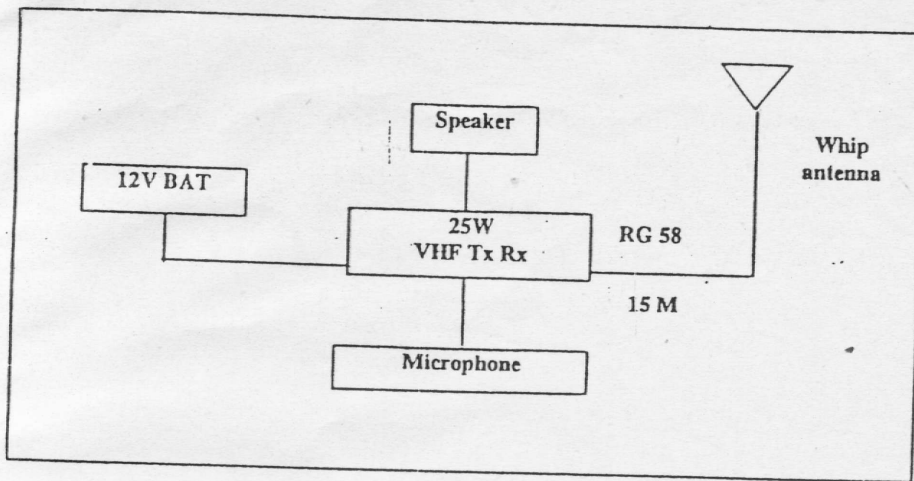 Speaker
Whip
antenna
12V BAT
25W
VHF Tx Rx
RG 58
15 M
Microphone